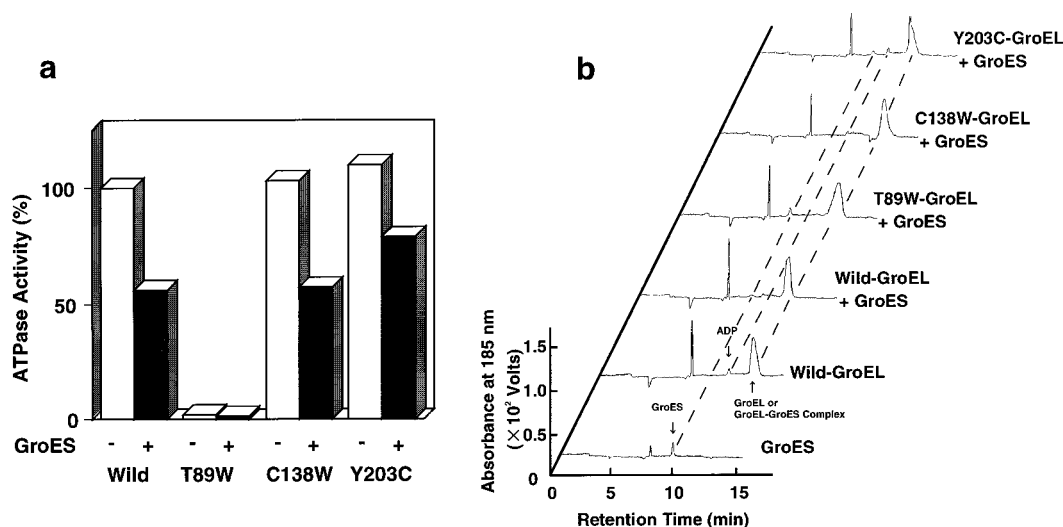 a
ATPase Activity (%)
100
50
0
GroES - + - + - + - +
Wild T89W C138W Y203C
b
Y203C-GroEL
+ GroES
C138W-GroEL
+ GroES
T89W-GroEL
+ GroES
Wild-GroEL
+ GroES
Wild-GroEL
GroES
ADP
GroES
GroEL or
GroEL-GroES Complex
Absorbance at 185 nm
(×10² Volts)
1.5
1.0
0.5
0
0 5 10 15
Retention Time (min)